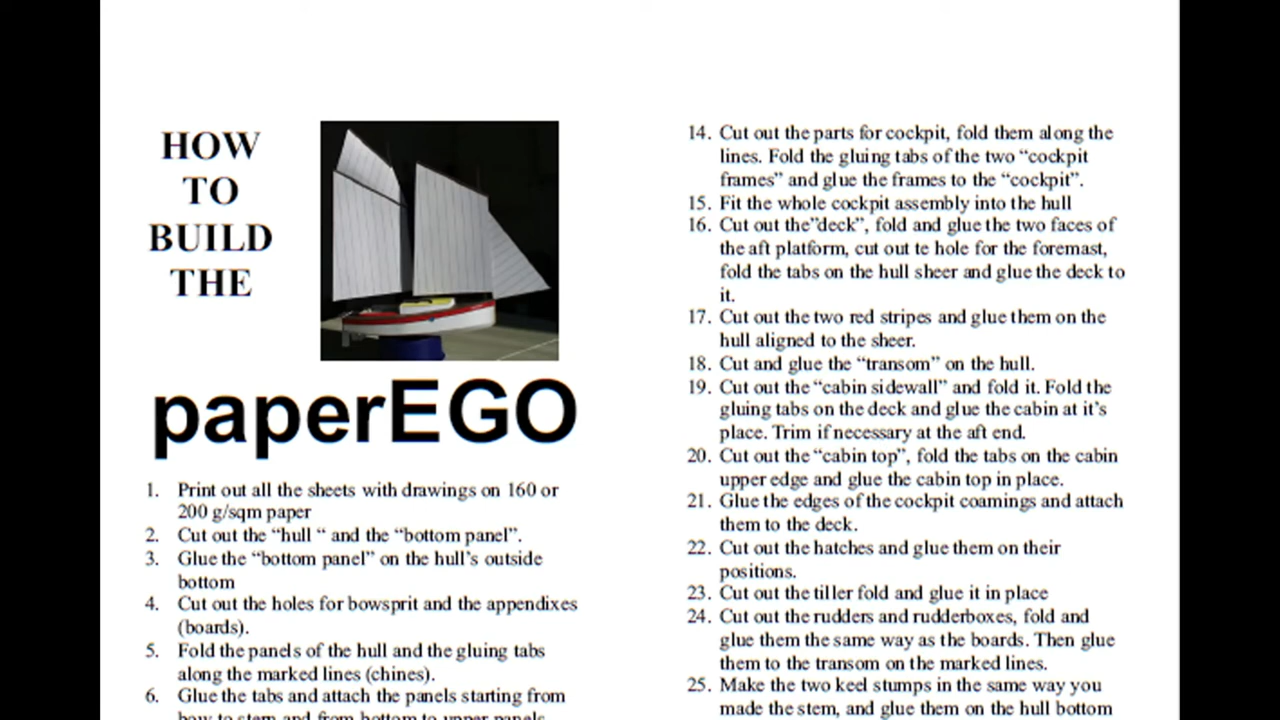 HOW
TO
BUILD
THE
paperEGO
1. Print out all the sheets with drawings on 160 or
200 g/sqm paper
2. Cut out the “hull “ and the “bottom panel”.
3. Glue the “bottom panel” on the hull’s outside
bottom
4. Cut out the holes for bowsprit and the appendixes
(boards).
5. Fold the panels of the hull and the gluing tabs
along the marked lines (chines).
6. Glue the tabs and attach the panels starting from
bow to stem and from bottom to upper panels
14. Cut out the parts for cockpit, fold them along the
lines. Fold the gluing tabs of the two “cockpit
frames” and glue the frames to the “cockpit”.
15. Fit the whole cockpit assembly into the hull
16. Cut out the”deck”, fold and glue the two faces of
the aft platform, cut out te hole for the foremast,
fold the tabs on the hull sheer and glue the deck to
it.
17. Cut out the two red stripes and glue them on the
hull aligned to the sheer.
18. Cut and glue the “transom” on the hull.
19. Cut out the “cabin sidewall” and fold it. Fold the
gluing tabs on the deck and glue the cabin at it’s
place. Trim if necessary at the aft end.
20. Cut out the “cabin top”, fold the tabs on the cabin
upper edge and glue the cabin top in place.
21. Glue the edges of the cockpit coamings and attach
them to the deck.
22. Cut out the hatches and glue them on their
positions.
23. Cut out the tiller fold and glue it in place
24. Cut out the rudders and rudderboxes, fold and
glue them the same way as the boards. Then glue
them to the transom on the marked lines.
25. Make the two keel stumps in the same way you
made the stem, and glue them on the hull bottom